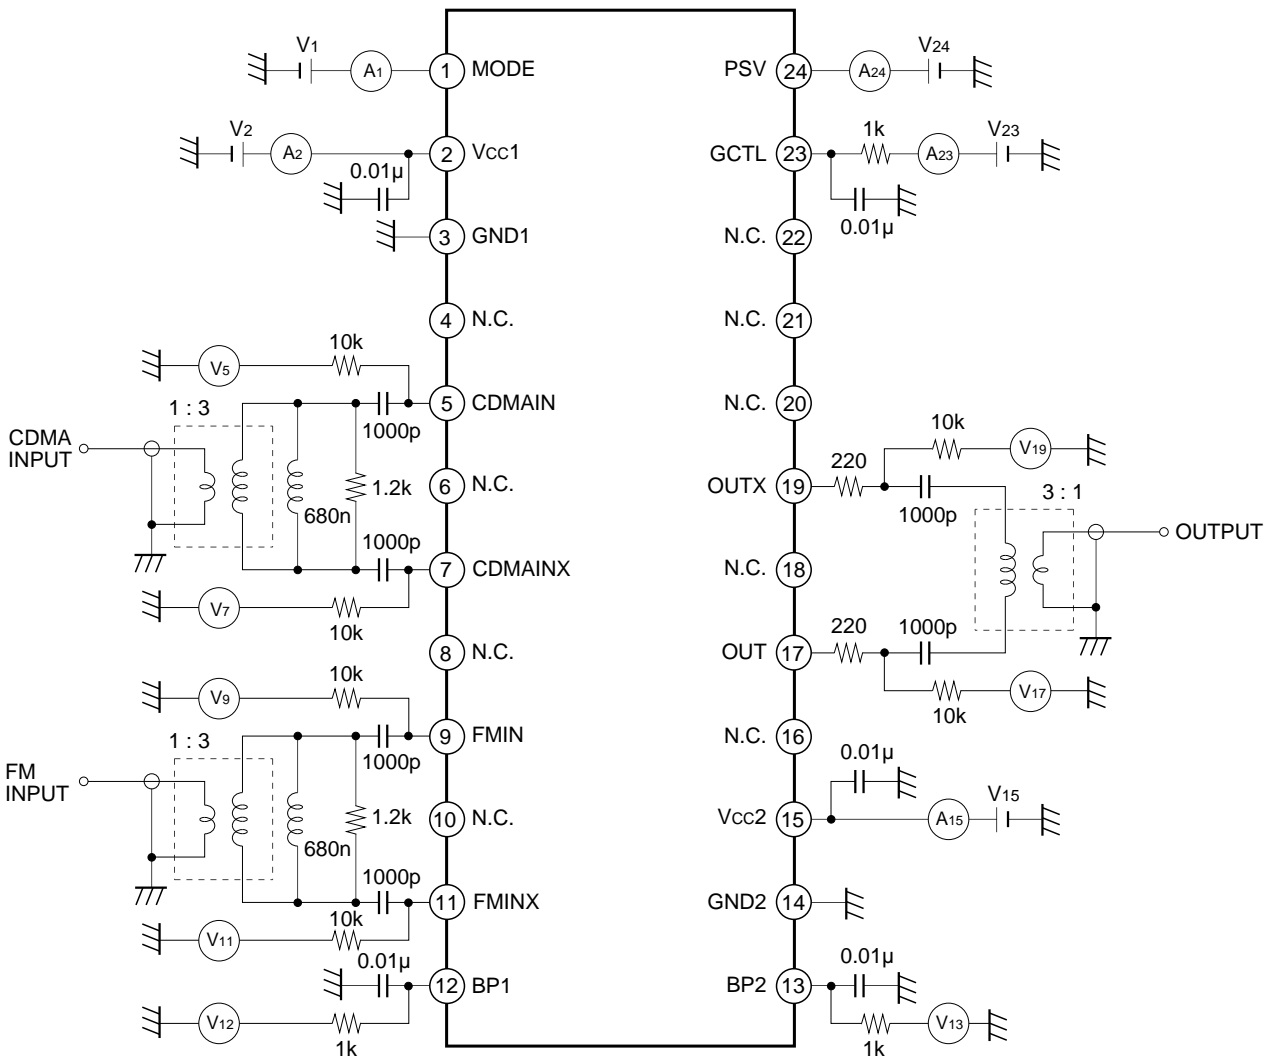 V1
A1
1
MODE
V2
A2
2
VCC1
0.01µ
3
GND1
4
N.C.
10k
V5
1 : 3
5
CDMAIN
1000p
CDMA
INPUT
6
N.C.
1.2k
680n
1000p
7
CDMAINX
V7
10k
8
N.C.
10k
V9
1 : 3
9
FMIN
1000p
FM
INPUT
10
N.C.
1.2k
680n
1000p
11
FMINX
10k
V11
0.01µ
12
BP1
V12
1k
PSV
24
A24
V24
1k
V23
GCTL
23
A23
0.01µ
N.C.
22
N.C.
21
N.C.
20
10k
V19
220
OUTX
19
3 : 1
1000p
OUTPUT
N.C.
18
220
1000p
OUT
17
V17
10k
N.C.
16
0.01µ
V15
VCC2
15
A15
GND2
14
0.01µ
BP2
13
V13
1k